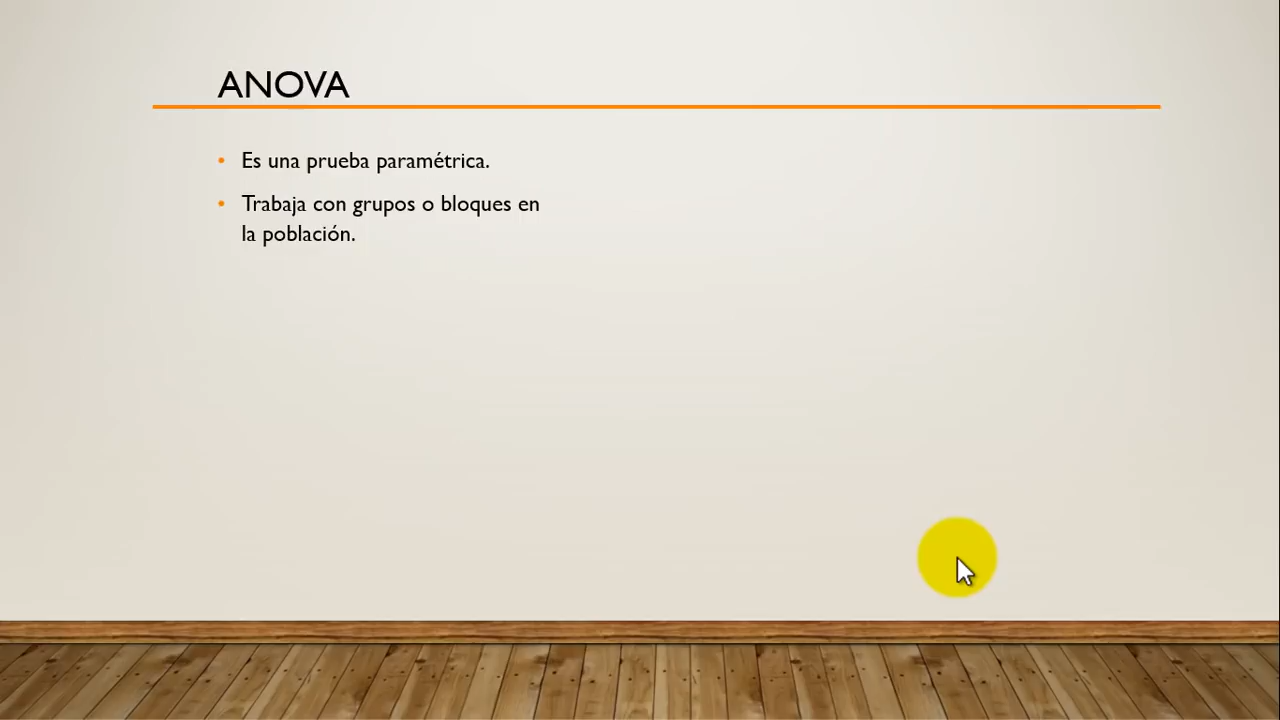 ANOVA
• Es una prueba paramétrica.
• Trabaja con grupos o bloques en
la población.